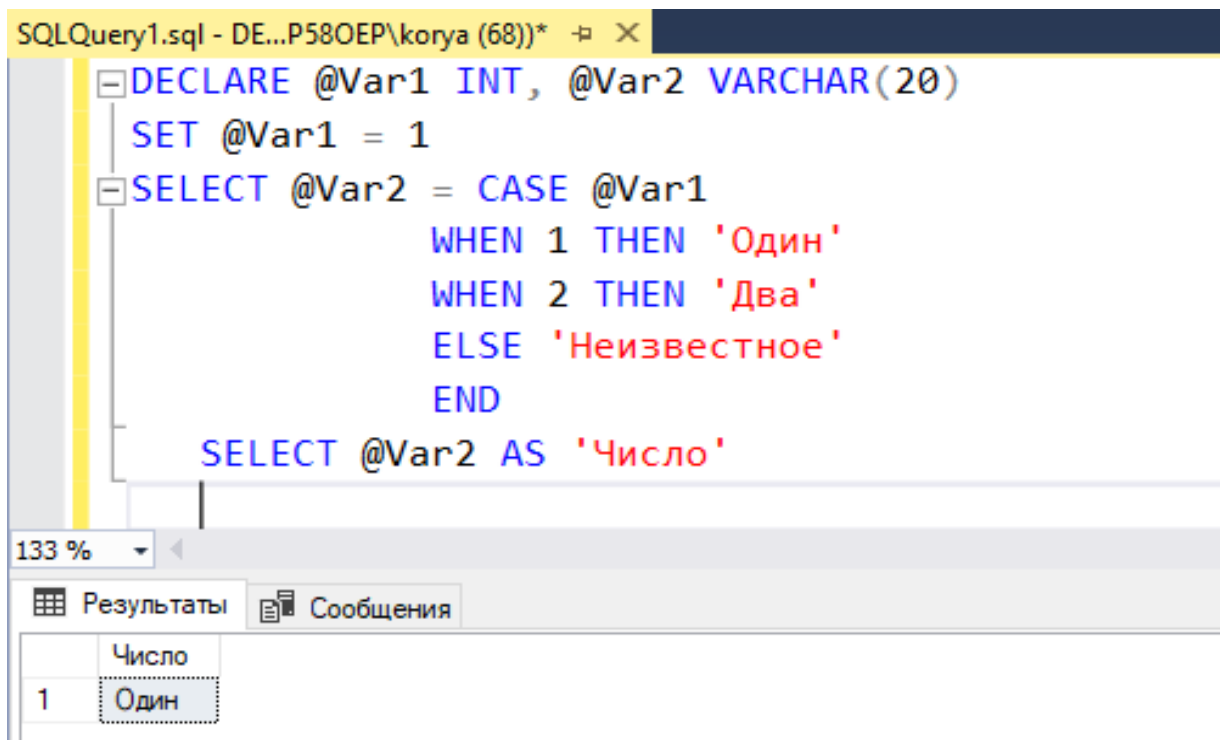 SQLQuery1.sql - DE...P58OEP\korya (68))*
DECLARE @Var1 INT, @Var2 VARCHAR(20)
SET @Var1 = 1
SELECT @Var2 = CASE @Var1
WHEN 1 THEN 'Один'
WHEN 2 THEN 'Два'
ELSE 'Неизвестное'
END
SELECT @Var2 AS 'Число'
133 %
Результаты Сообщения
Число
1 Один